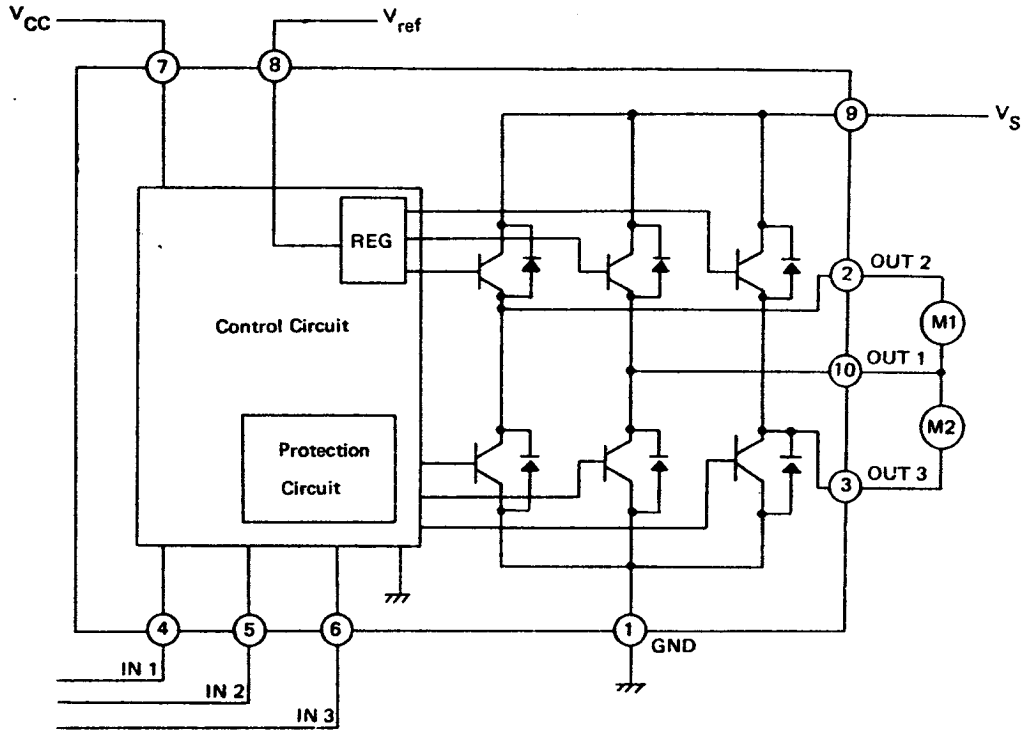 VCC
Vref
7
8
9
VS
REG
2
OUT 2
M1
Control Circuit
10
OUT 1
M2
Protection
Circuit
3
OUT 3
4
5
6
1
GND
IN 1
IN 2
IN 3